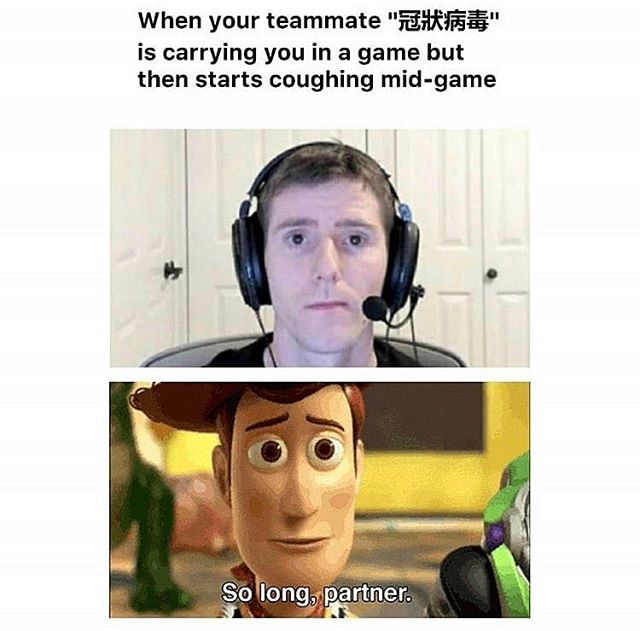 When your teammate "冠狀病毒"
is carrying you in a game but
then starts coughing mid-game
So long, partner.